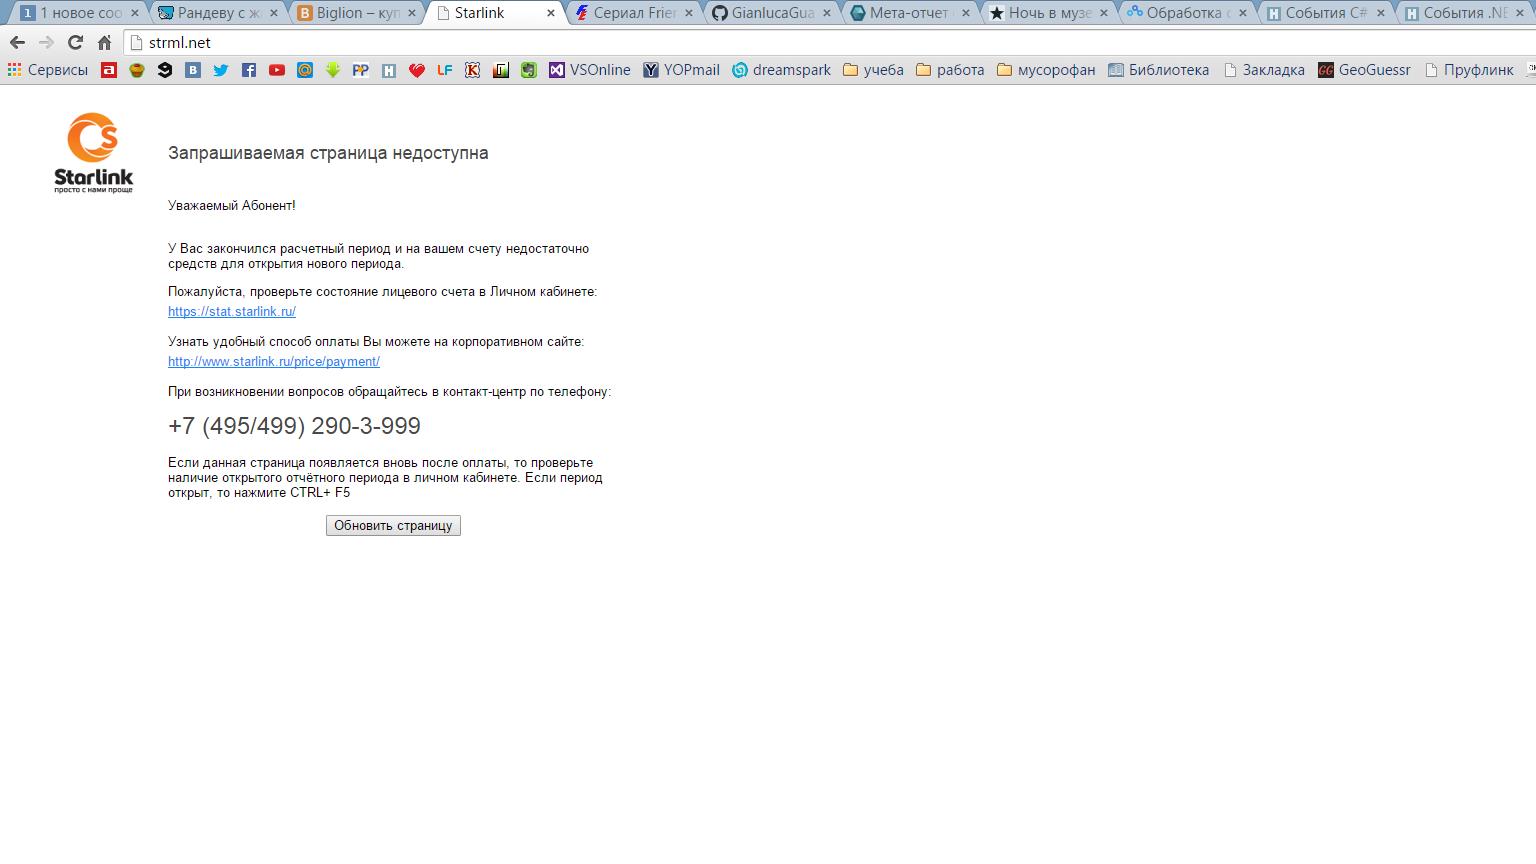 1 новое соо
Рандеву с ж
Biglion – куп
Starlink
Сериал Frien
GianlucaGua
Мета-отчет
Ночь в музе
Обработка
События C#
События .NE
strml.net
Сервисы
VSOnline
YOPmail
dreamspark
учеба
работа
мусорофан
Библиотека
Закладка
GeoGuessr
Пруфлинк
Starlink
просто с нами проще
Запрашиваемая страница недоступна
Уважаемый Абонент!
У Вас закончился расчетный период и на вашем счету недостаточно
средств для открытия нового периода.
Пожалуйста, проверьте состояние лицевого счета в Личном кабинете:
https://stat.starlink.ru/
Узнать удобный способ оплаты Вы можете на корпоративном сайте:
http://www.starlink.ru/price/payment/
При возникновении вопросов обращайтесь в контакт-центр по телефону:
+7 (495/499) 290-3-999
Если данная страница появляется вновь после оплаты, то проверьте
наличие открытого отчётного периода в личном кабинете. Если период
открыт, то нажмите CTRL+ F5
Обновить страницу